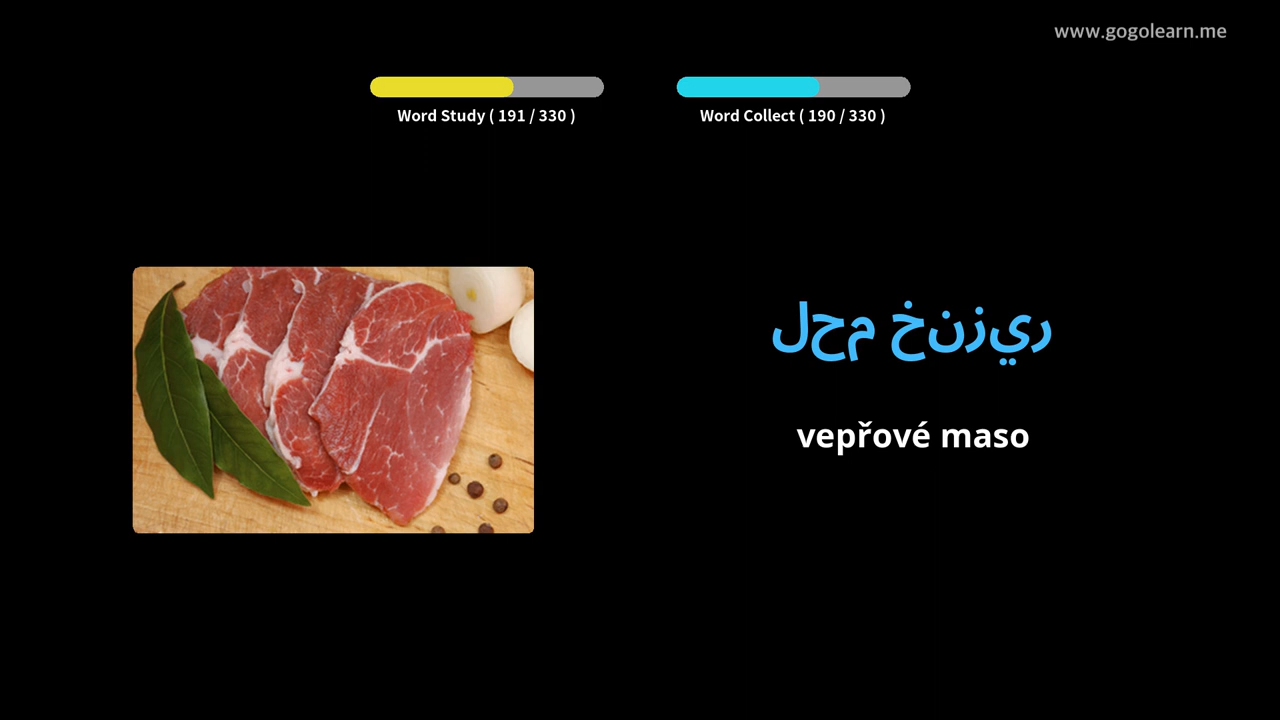 www.gogolearn.me
Word Study ( 191 / 330 )
Word Collect ( 190 / 330 )
لحم خنزير
vepřové maso